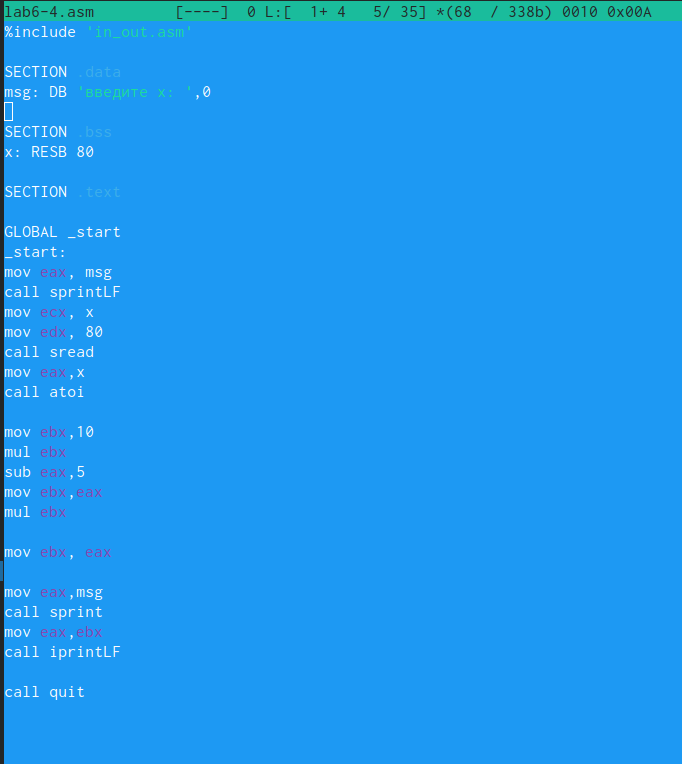 lab6-4.asm [----] 0 L:[ 1+ 4 5/ 35] *(68 / 338b) 0010 0x00A
%include 'in_out.asm'
SECTION .data
msg: DB 'введите x: ',0
SECTION .bss
x: RESB 80
SECTION .text
GLOBAL _start
_start:
mov eax, msg
call sprintLF
mov ecx, x
mov edx, 80
call sread
mov eax,x
call atoi
mov ebx,10
mul ebx
sub eax,5
mov ebx,eax
mul ebx
mov ebx, eax
mov eax,msg
call sprint
mov eax,ebx
call iprintLF
call quit